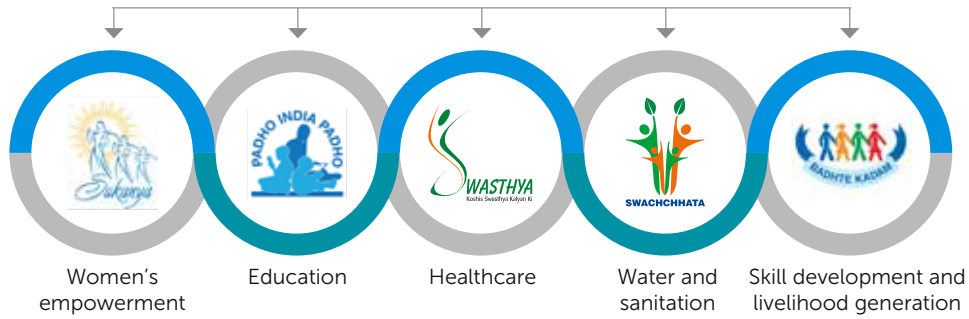 Sukanya
PADHO INDIA PADHO
SWASTHYA
Koshis Swasthya Kalyan Ki
SWACHCHHATA
BADHTE KADAM
Women's
empowerment
Education
Healthcare
Water and
sanitation
Skill development and
livelihood generation